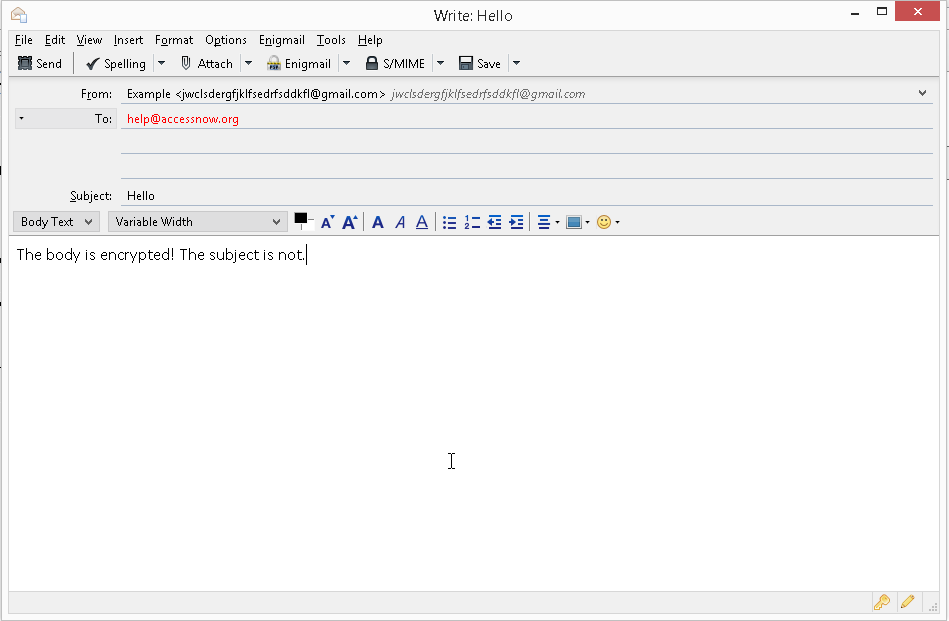 Write: Hello
File Edit View Insert Format Options Enigmail Tools Help
Send Spelling Attach Enigmail S/MIME Save
From: Example <jwclsdergfjklfsedrfsddkfl@gmail.com> jwclsdergfjklfsedrfsddkfl@gmail.com
To: help@accessnow.org
Subject: Hello
Body Text Variable Width
The body is encrypted! The subject is not.